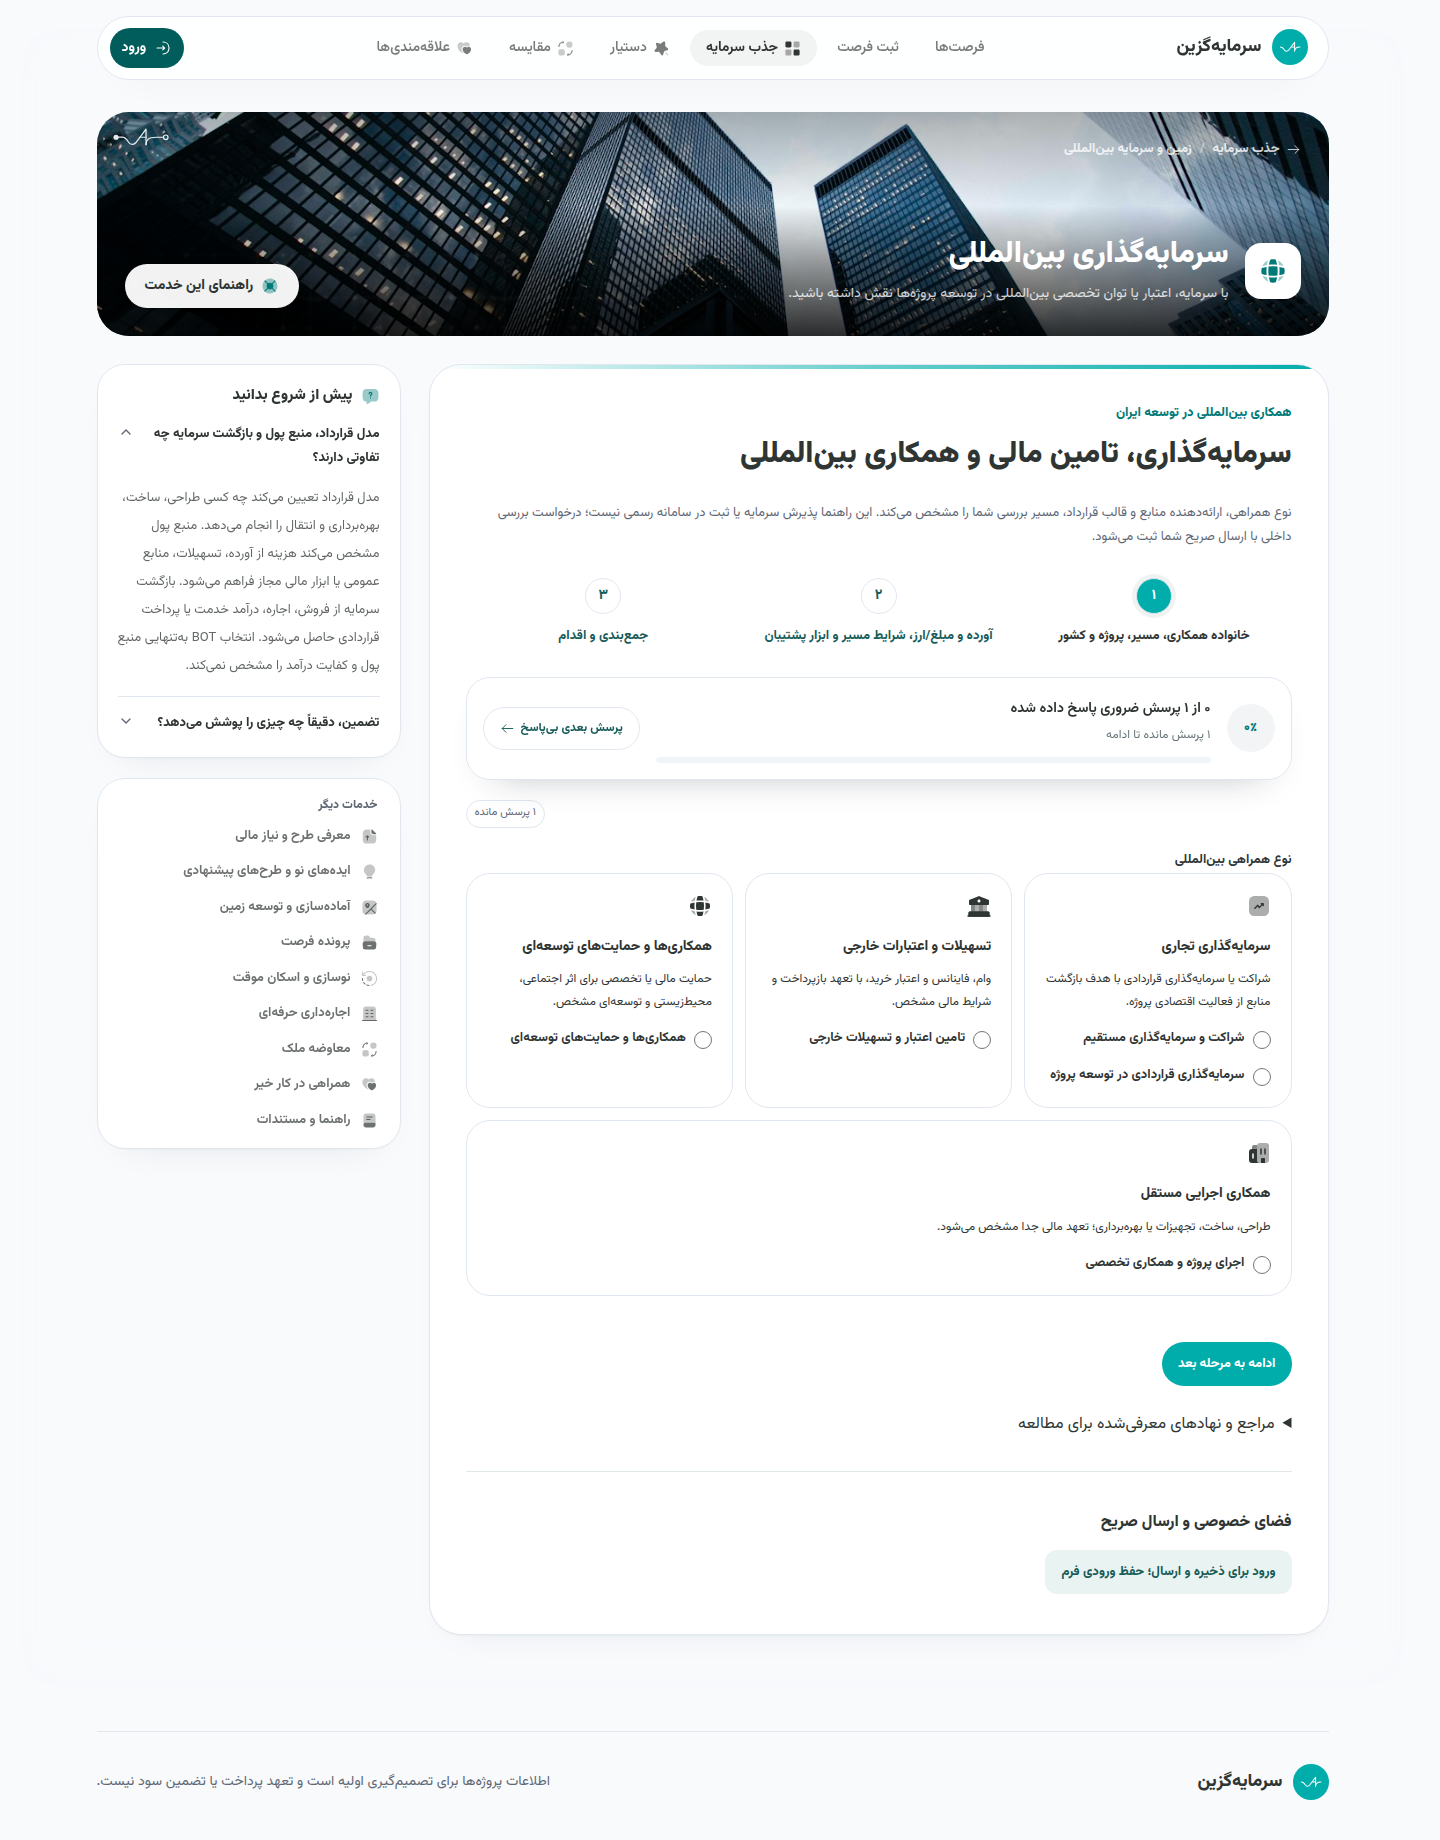 سرمایه‌گزین
فرصت‌ها
ثبت فرصت
جذب سرمایه
دستیار
مقایسه
علاقه‌مندی‌ها
ورود
جذب سرمایه / زمین و سرمایه بین‌المللی
سرمایه‌گذاری بین‌المللی
با سرمایه، اعتبار یا توان تخصصی بین‌المللی در توسعه پروژه‌ها نقش داشته باشید.
راهنمای این خدمت
همکاری بین‌المللی در توسعه ایران
سرمایه‌گذاری، تامین مالی و همکاری بین‌المللی
نوع همراهی، ارائه‌دهنده منابع و قالب قرارداد، مسیر بررسی شما را مشخص می‌کند. این راهنما پذیرش سرمایه یا ثبت در سامانه رسمی نیست؛ درخواست بررسی
داخلی با ارسال صریح شما ثبت می‌شود.
۱
خانواده همکاری، مسیر، پروژه و کشور
۲
آورده و مبلغ/ارز، شرایط مسیر و ابزار پشتیبان
۳
جمع‌بندی و اقدام
۰٪
۰ از ۱ پرسش ضروری پاسخ داده شده
۱ پرسش مانده تا ادامه
پرسش بعدی بی‌پاسخ
۱ پرسش مانده
نوع همراهی بین‌المللی
سرمایه‌گذاری تجاری
شراکت یا سرمایه‌گذاری قراردادی با هدف بازگشت
منابع از فعالیت اقتصادی پروژه.
شراکت و سرمایه‌گذاری مستقیم
سرمایه‌گذاری قراردادی در توسعه پروژه
تسهیلات و اعتبارات خارجی
وام، فاینانس و اعتبار خرید، با تعهد بازپرداخت و
شرایط مالی مشخص.
تامین اعتبار و تسهیلات خارجی
همکاری‌ها و حمایت‌های توسعه‌ای
حمایت مالی یا تخصصی برای اثر اجتماعی،
محیط‌زیستی و توسعه‌ای مشخص.
همکاری‌ها و حمایت‌های توسعه‌ای
همکاری اجرایی مستقل
طراحی، ساخت، تجهیزات یا بهره‌برداری؛ تعهد مالی جدا مشخص می‌شود.
اجرای پروژه و همکاری تخصصی
ادامه به مرحله بعد
مراجع و نهادهای معرفی‌شده برای مطالعه
فضای خصوصی و ارسال صریح
ورود برای ذخیره و ارسال؛ حفظ ورودی فرم
پیش از شروع بدانید
مدل قرارداد، منبع پول و بازگشت سرمایه چه
تفاوتی دارند؟
مدل قرارداد تعیین می‌کند چه کسی طراحی، ساخت،
بهره‌برداری و انتقال را انجام می‌دهد. منبع پول
مشخص می‌کند هزینه از آورده، تسهیلات، منابع
عمومی یا ابزار مالی مجاز فراهم می‌شود. بازگشت
سرمایه از فروش، اجاره، درآمد خدمت یا پرداخت
قراردادی حاصل می‌شود. انتخاب BOT به‌تنهایی منبع
پول و کفایت درآمد را مشخص نمی‌کند.
تضمین، دقیقاً چه چیزی را پوشش می‌دهد؟
خدمات دیگر
معرفی طرح و نیاز مالی
ایده‌های نو و طرح‌های پیشنهادی
آماده‌سازی و توسعه زمین
پرونده فرصت
نوسازی و اسکان موقت
اجاره‌داری حرفه‌ای
معاوضه ملک
همراهی در کار خیر
راهنما و مستندات
سرمایه‌گزین
اطلاعات پروژه‌ها برای تصمیم‌گیری اولیه است و تعهد پرداخت یا تضمین سود نیست.